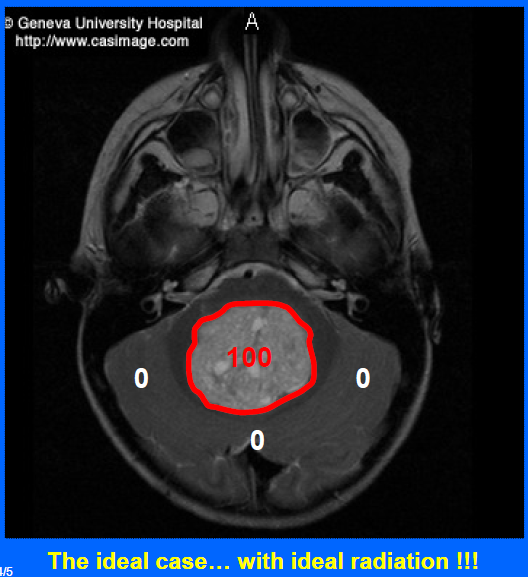 © Geneva University Hospital
http://www.casimage.com
A
100
0
0
0
The ideal case… with ideal radiation !!!